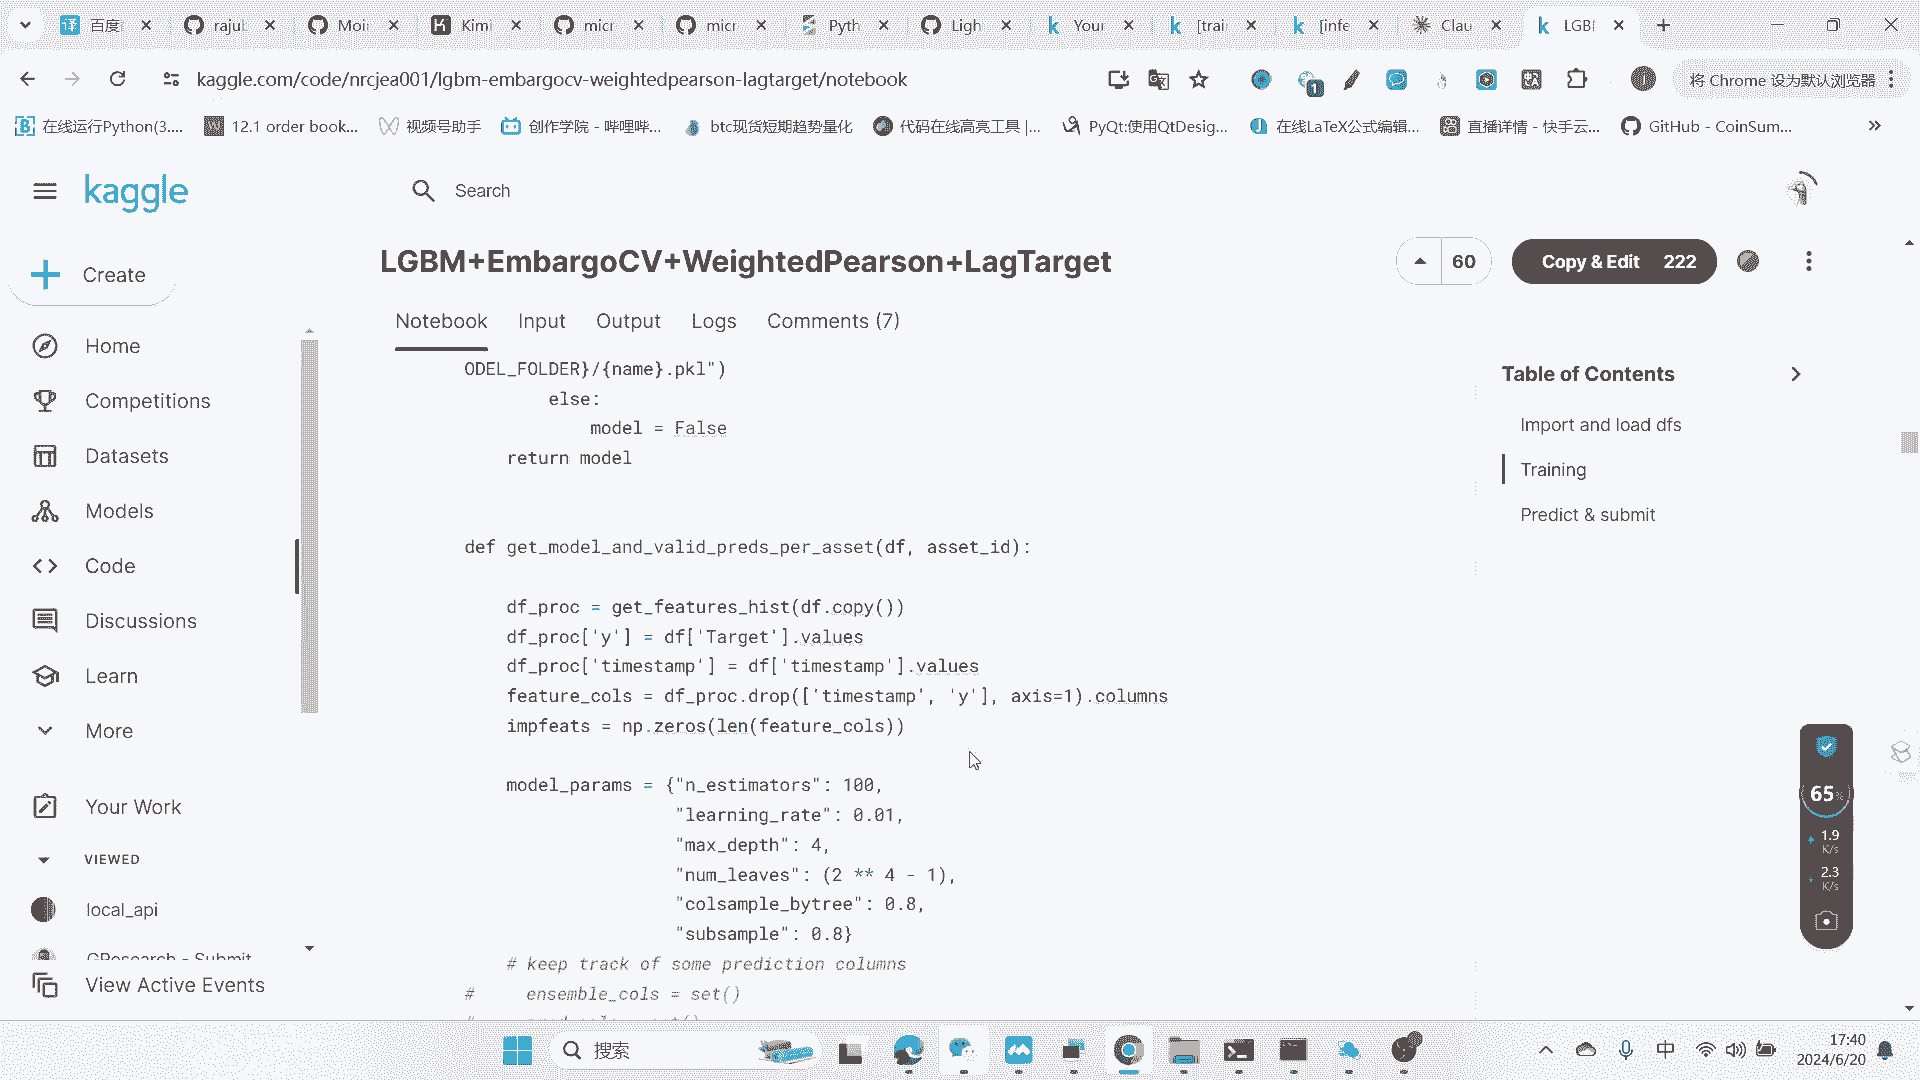 百度
rajub
Moin
Kimi
micr
micr
Pyth
Ligh
Your
[trai
[infe
Clau
LGBM
kaggle.com/code/nrcjea001/lgbm-embargocv-weightedpearson-lagtarget/notebook
将 Chrome 设为默认浏览器
在线运行Python(3....
12.1 order book...
视频号助手
创作学院 - 哔哩哔...
btc现货短期趋势量化
代码在线高亮工具 |...
PyQt:使用QtDesig...
在线LaTeX公式编辑...
直播详情 - 快手云...
GitHub - CoinSum...
kaggle
Search
Create
Home
Competitions
Datasets
Models
Code
Discussions
Learn
More
Your Work
VIEWED
local_api
GResearch - Submit
View Active Events
LGBM+EmbargoCV+WeightedPearson+LagTarget
60
Copy & Edit 222
Notebook Input Output Logs Comments (7)
ODEL_FOLDER}/{name}.pkl")
else:
model = False
return model
def get_model_and_valid_preds_per_asset(df, asset_id):
df_proc = get_features_hist(df.copy())
df_proc['y'] = df['Target'].values
df_proc['timestamp'] = df['timestamp'].values
feature_cols = df_proc.drop(['timestamp', 'y'], axis=1).columns
impfeats = np.zeros(len(feature_cols))
model_params = {"n_estimators": 100,
"learning_rate": 0.01,
"max_depth": 4,
"num_leaves": (2 ** 4 - 1),
"colsample_bytree": 0.8,
"subsample": 0.8}
# keep track of some prediction columns
# ensemble_cols = set()
Table of Contents
Import and load dfs
Training
Predict & submit
65%
1.9
K/s
2.3
K/s
搜索
中
17:40
2024/6/20